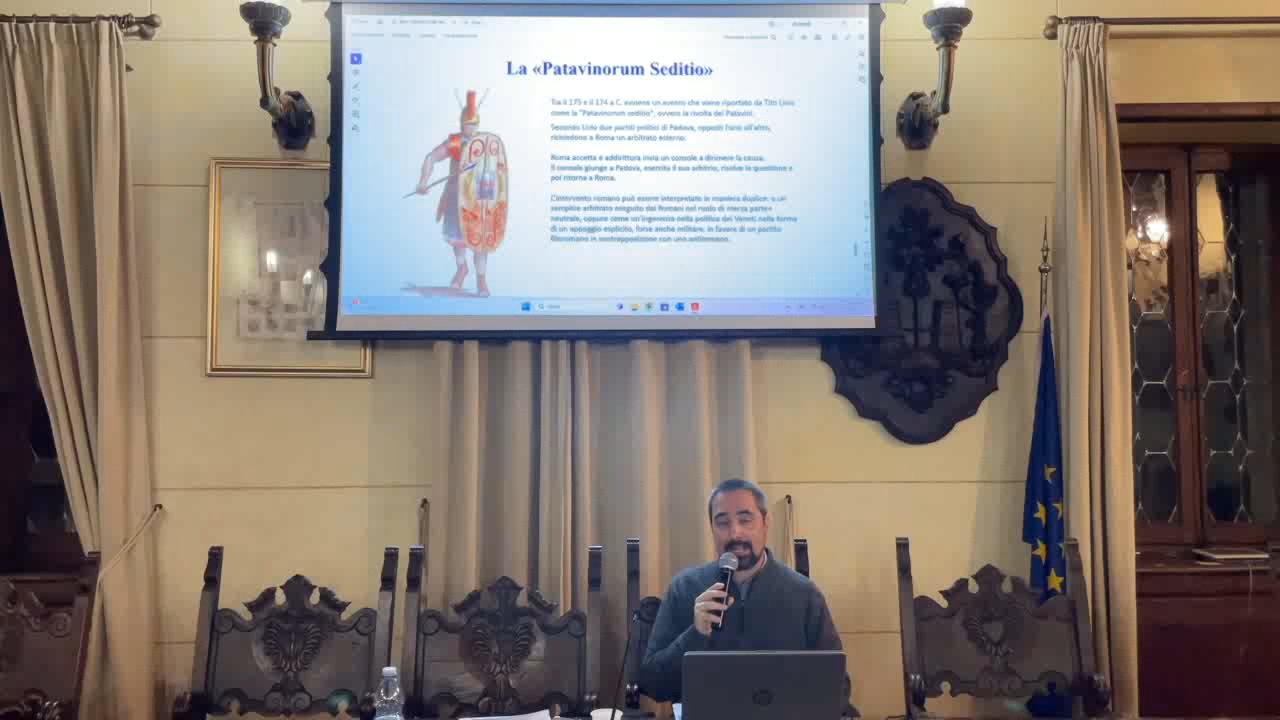 La «Patavinorum Seditio»
Tra il 175 e il 174 a C. avvenne un evento che viene riportato da Tito Livio
come la "Patavinorum seditio", ovvero la rivolta dei Patavini.
Secondo Livio due partiti politici di Padova, opposti l'uno all'altro,
richiedono a Roma un arbitrato esterno.
Roma accetta e addirittura invia un console a dirimere la causa.
Il console giunge a Padova, esercita il suo arbitrio, risolve la questione e
poi ritorna a Roma.
L'intervento romano può essere interpretato in maniera duplice: o un
semplice arbitrato eseguito dai Romani nel ruolo di «terza parte»
neutrale, oppure come un'ingerenza nella politica dei Veneti nella forma
di un appoggio esplicito, forse anche militare, in favore di un partito
filoromano in contrapposizione con uno antiromano.